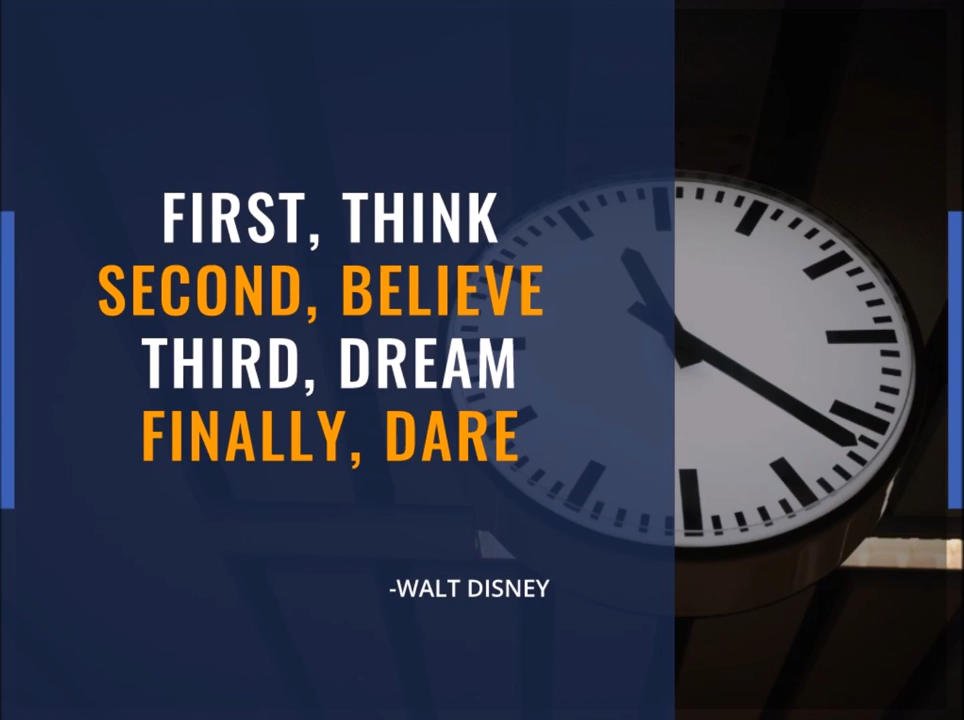 FIRST, THINK
SECOND, BELIEVE
THIRD, DREAM
FINALLY, DARE
-WALT DISNEY